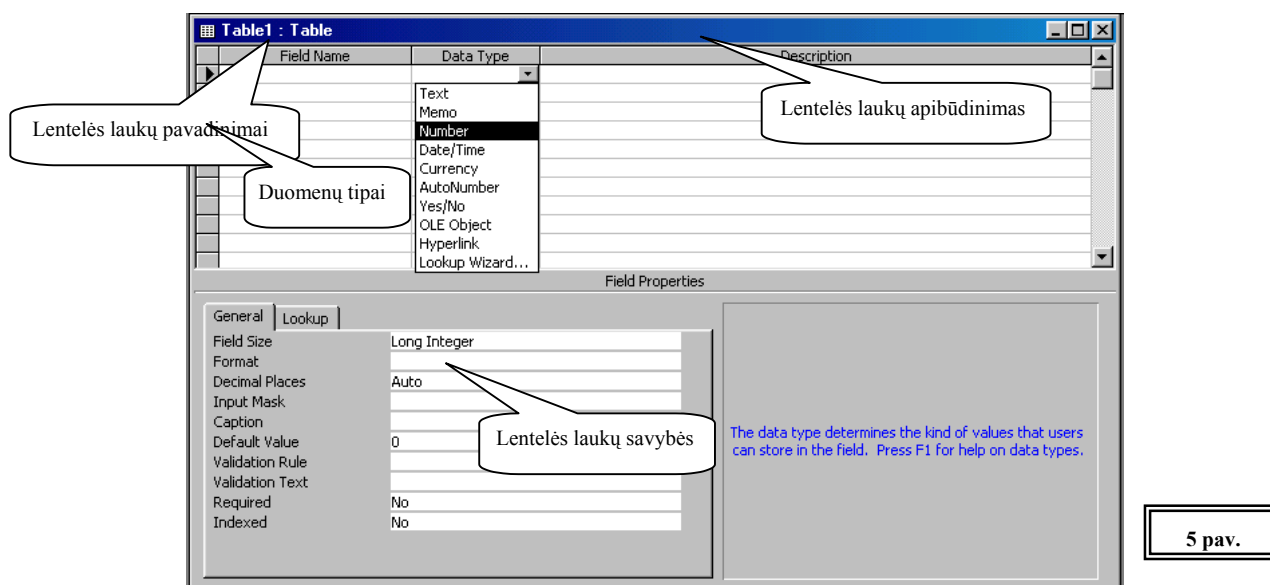 Table1 : Table
Field Name Data Type Description
Text
Memo
Number
Date/Time
Currency
AutoNumber
Yes/No
OLE Object
Hyperlink
Lookup Wizard...
Lentelės laukų pavadinimai
Duomenų tipai
Lentelės laukų apibūdinimas
Field Properties
General Lookup
Field Size Long Integer
Format
Decimal Places Auto
Input Mask
Caption
Default Value 0
Validation Rule
Validation Text
Required No
Indexed No
Lentelės laukų savybės
The data type determines the kind of values that users
can store in the field. Press F1 for help on data types.
5 pav.